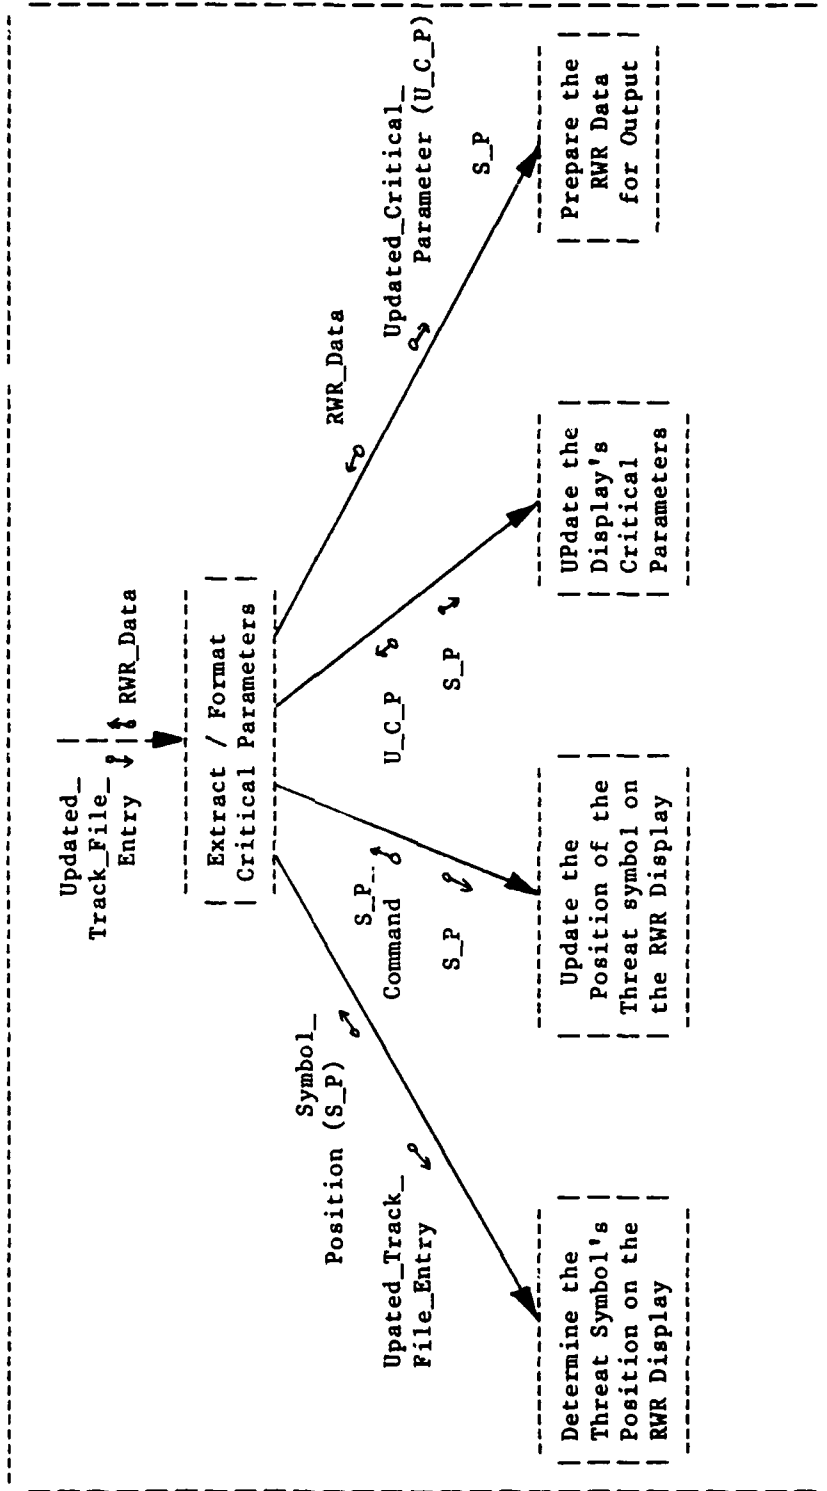 Updated_
Track_File_
Entry
RWR_Data
Extract / Format
Critical Parameters
Symbol_
Position (S_P)
Upated_Track_
File_Entry
S_P_
Command
S_P
U_C_P
S_P
RWR_Data
Updated_Critical_
Parameter (U_C_P)
S_P
Determine the
Threat Symbol's
Position on the
RWR Display
Update the
Position of the
Threat symbol on
the RWR Display
UPdate the
Display's
Critical
Parameters
Prepare the
RWR Data
for Output